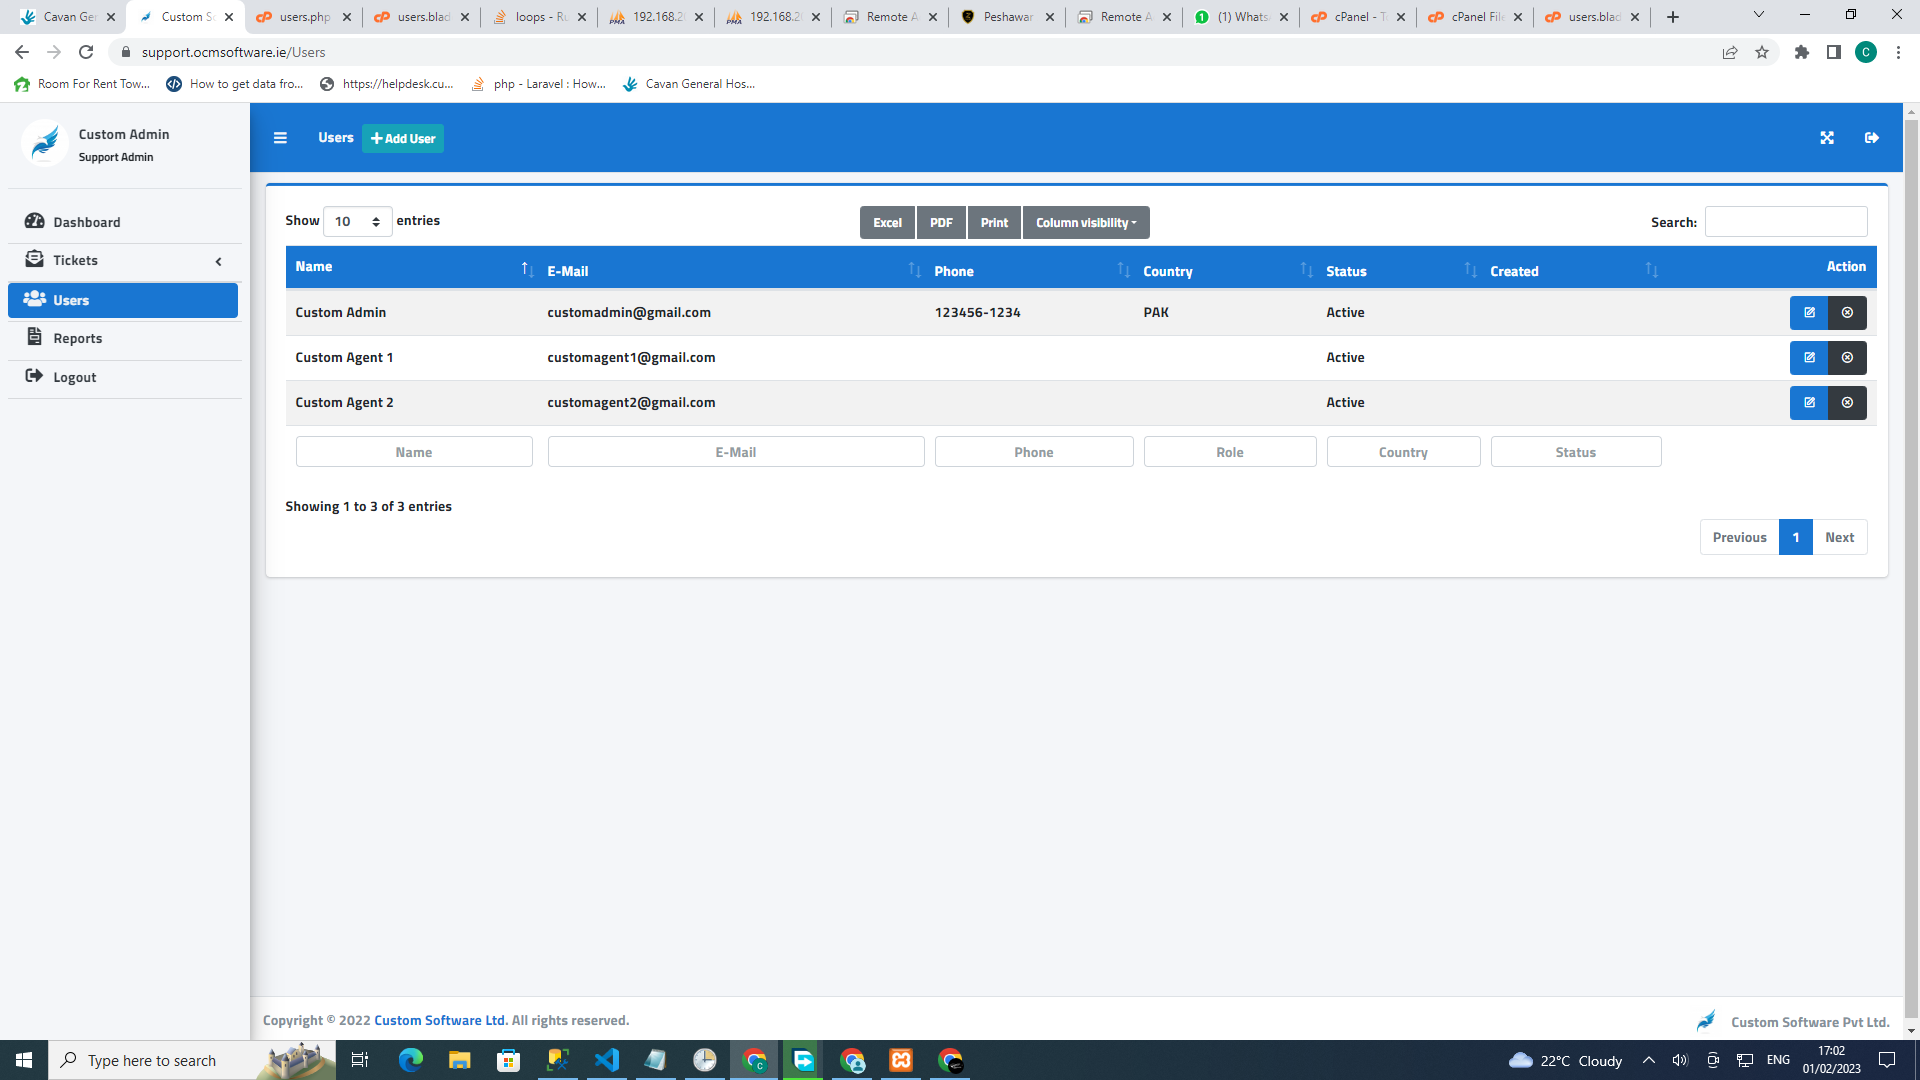 Cavan Gen
Custom So
users.php
users.blad
loops - Ru
192.168.2
192.168.2
Remote A
Peshawar
Remote A
(1) Whats
cPanel - T
cPanel File
users.blad
support.ocmsoftware.ie/Users
C
Room For Rent Tow...
How to get data fro...
https://helpdesk.cu...
php - Laravel : How...
Cavan General Hos...
Custom Admin
Support Admin
Users
Add User
Dashboard
Tickets
Users
Reports
Logout
Show 10 entries
Excel
PDF
Print
Column visibility
Search:
Name E-Mail Phone Country Status Created Action
Custom Admin customadmin@gmail.com 123456-1234 PAK Active
Custom Agent 1 customagent1@gmail.com Active
Custom Agent 2 customagent2@gmail.com Active
Name E-Mail Phone Role Country Status
Showing 1 to 3 of 3 entries
Previous 1 Next
Copyright © 2022 Custom Software Ltd. All rights reserved.
Custom Software Pvt Ltd.
Type here to search
22°C Cloudy
ENG
17:02
01/02/2023